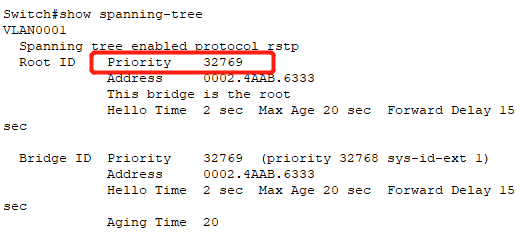 Switch#show spanning-tree
VLAN0001
Spanning tree enabled protocol rstp
Root ID Priority 32769
Address 0002.4AAB.6333
This bridge is the root
Hello Time 2 sec Max Age 20 sec Forward Delay 15
sec
Bridge ID Priority 32769 (priority 32768 sys-id-ext 1)
Address 0002.4AAB.6333
Hello Time 2 sec Max Age 20 sec Forward Delay 15
sec
Aging Time 20